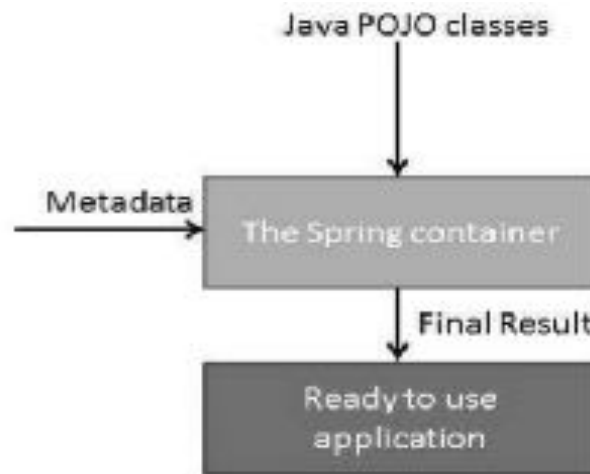 Java POJO classes
Metadata
The Spring container
Final Result
Ready to use
application